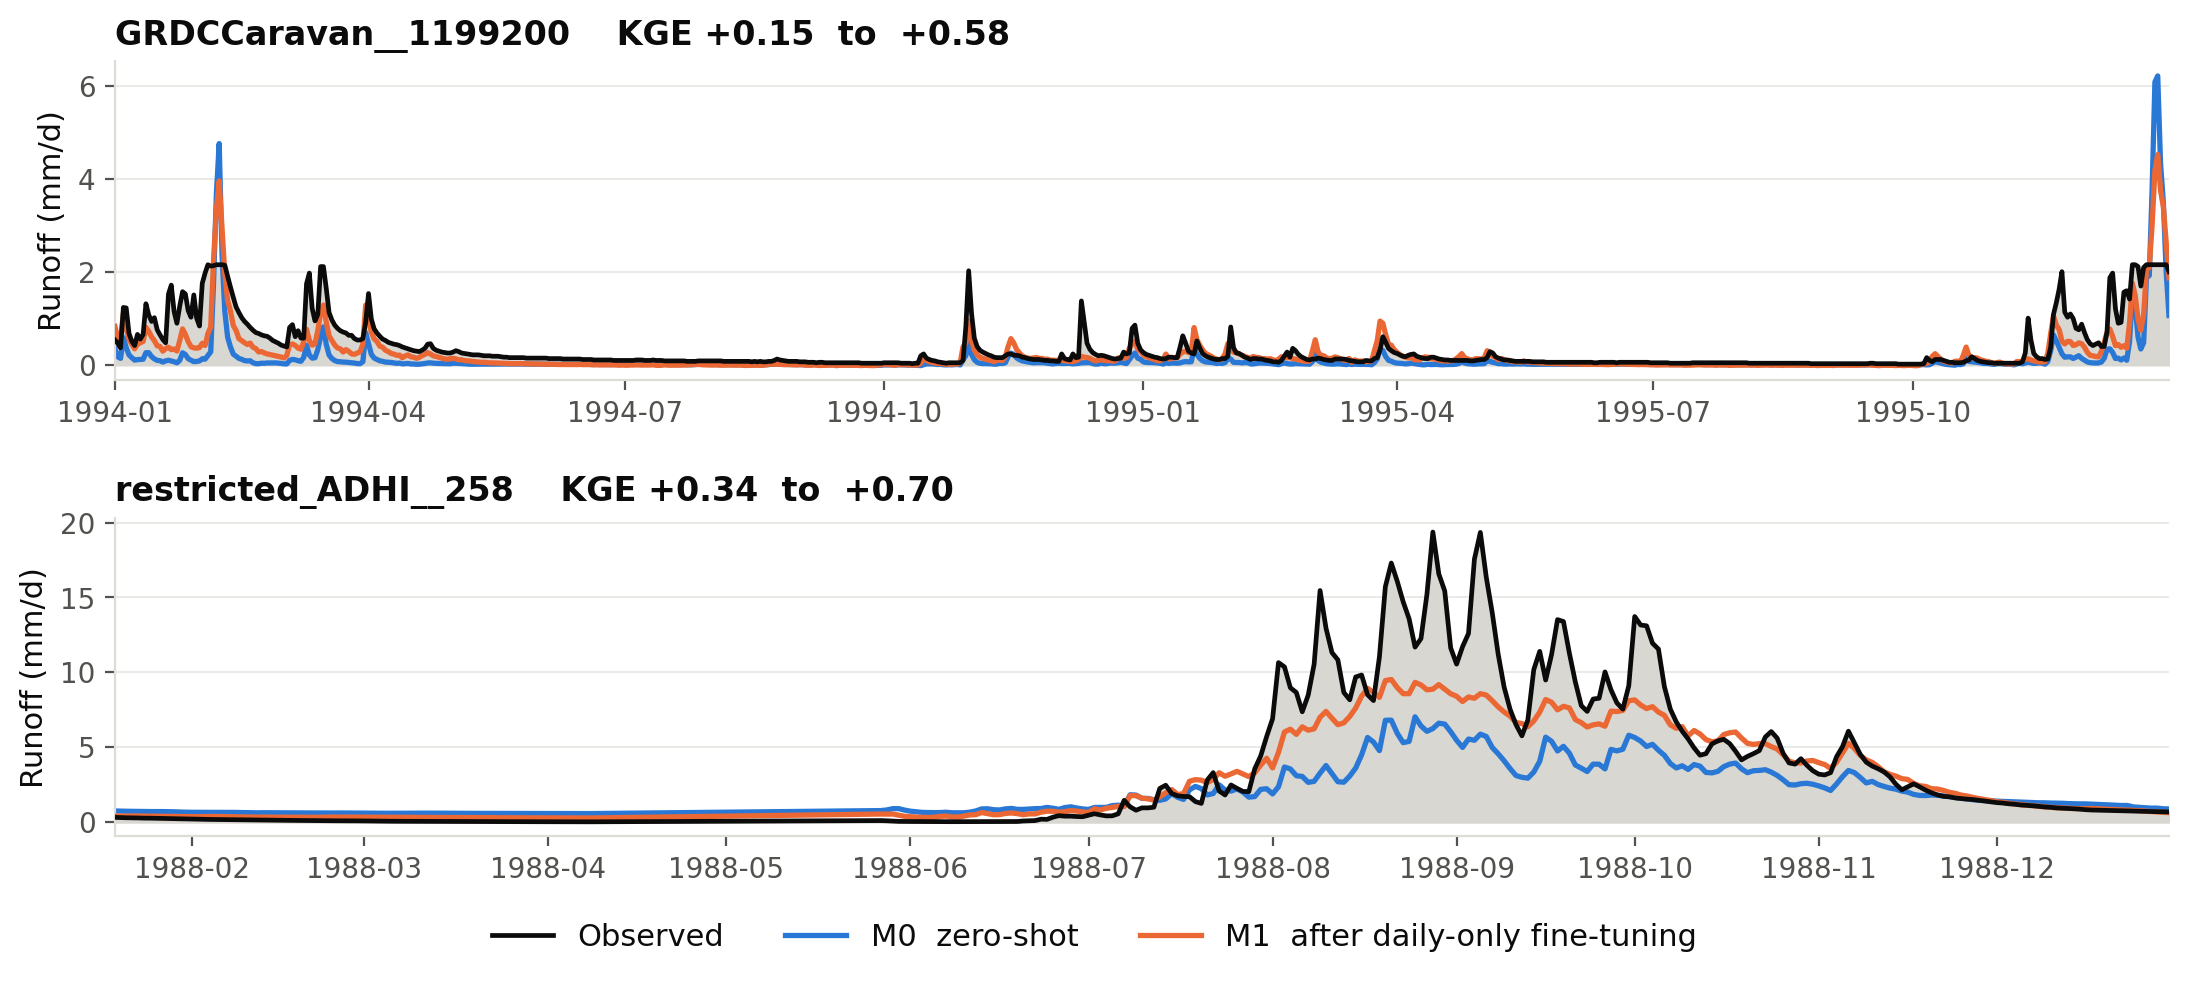 GRDCCaravan__1199200    KGE +0.15  to  +0.58
Runoff (mm/d)
6
4
2
0
1994-01 1994-04 1994-07 1994-10 1995-01 1995-04 1995-07 1995-10
restricted_ADHI__258    KGE +0.34  to  +0.70
Runoff (mm/d)
20
15
10
5
0
1988-02 1988-03 1988-04 1988-05 1988-06 1988-07 1988-08 1988-09 1988-10 1988-11 1988-12
Observed M0  zero-shot M1  after daily-only fine-tuning